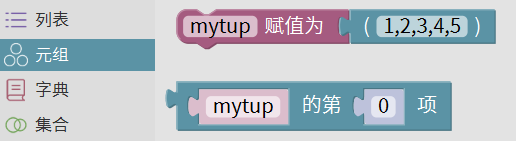 列表
元组
字典
集合
mytup 赋值为 ( 1,2,3,4,5 )
mytup 的第 0 项